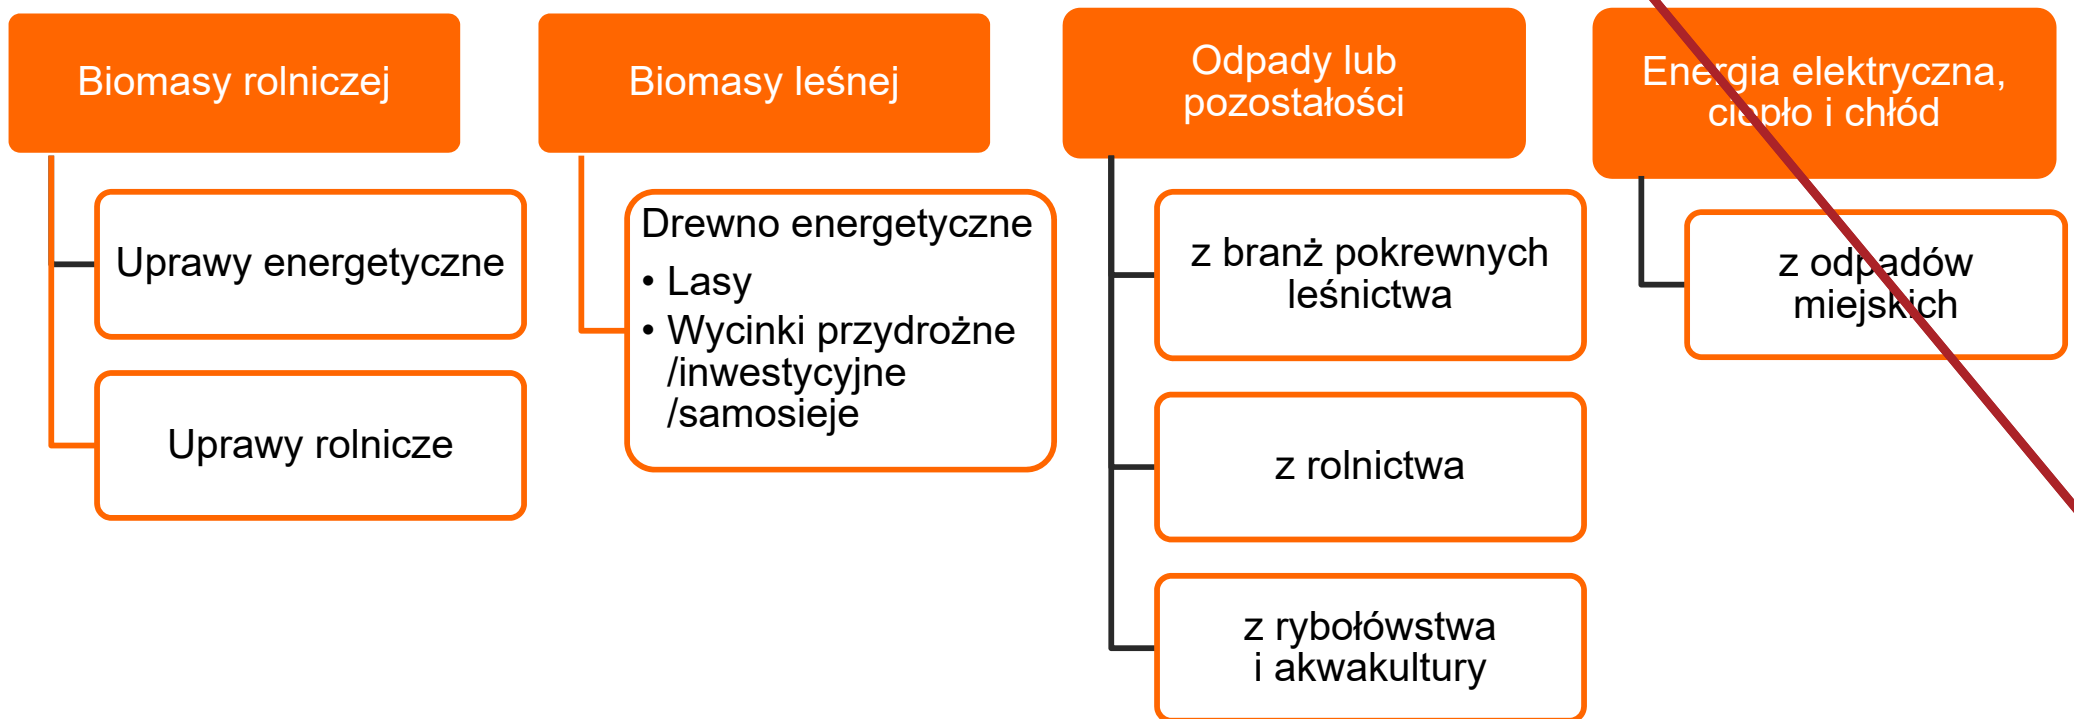 Biomasy rolniczej
Uprawy energetyczne
Uprawy rolnicze
Biomasy leśnej
Drewno energetyczne
• Lasy
• Wycinki przydrożne
/inwestycyjne
/samosieje
Odpady lub
pozostałości
z branż pokrewnych
leśnictwa
z rolnictwa
z rybołówstwa
i akwakultury
Energia elektryczna,
ciepło i chłód
z odpadów
miejskich